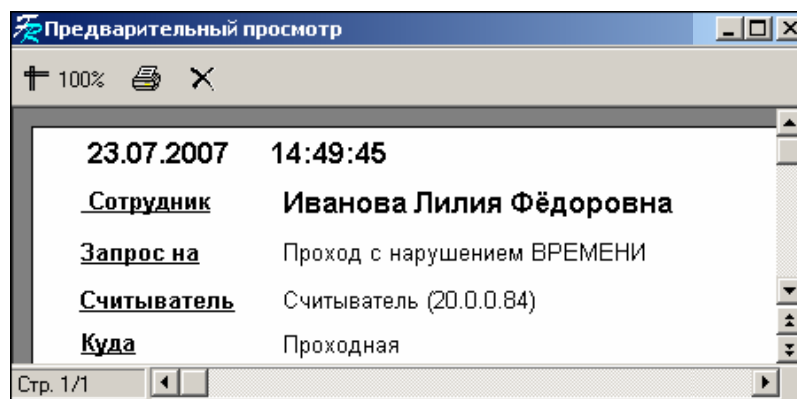 Предварительный просмотр
100%
23.07.2007 14:49:45
Сотрудник Иванова Лилия Фёдоровна
Запрос на Проход с нарушением ВРЕМЕНИ
Считыватель Считыватель (20.0.0.84)
Куда Проходная
Стр. 1/1